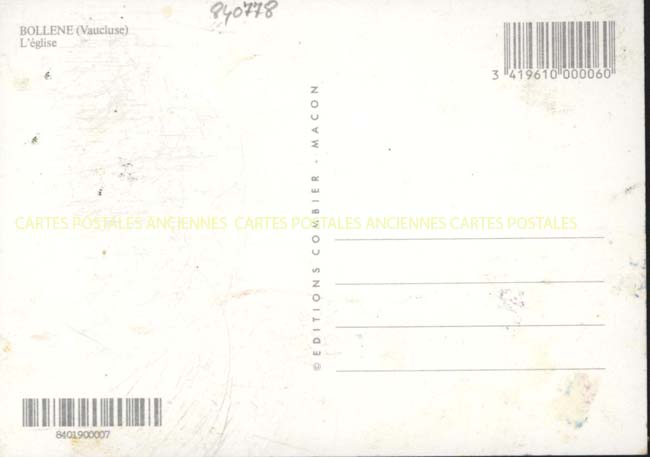 840778
BOLLENE (Vaucluse)
L'église
3 419610 000060
© EDITIONS COMBIER - MACON
CARTES POSTALES ANCIENNES CARTES POSTALES ANCIENNES CARTES POSTALES
8401900007